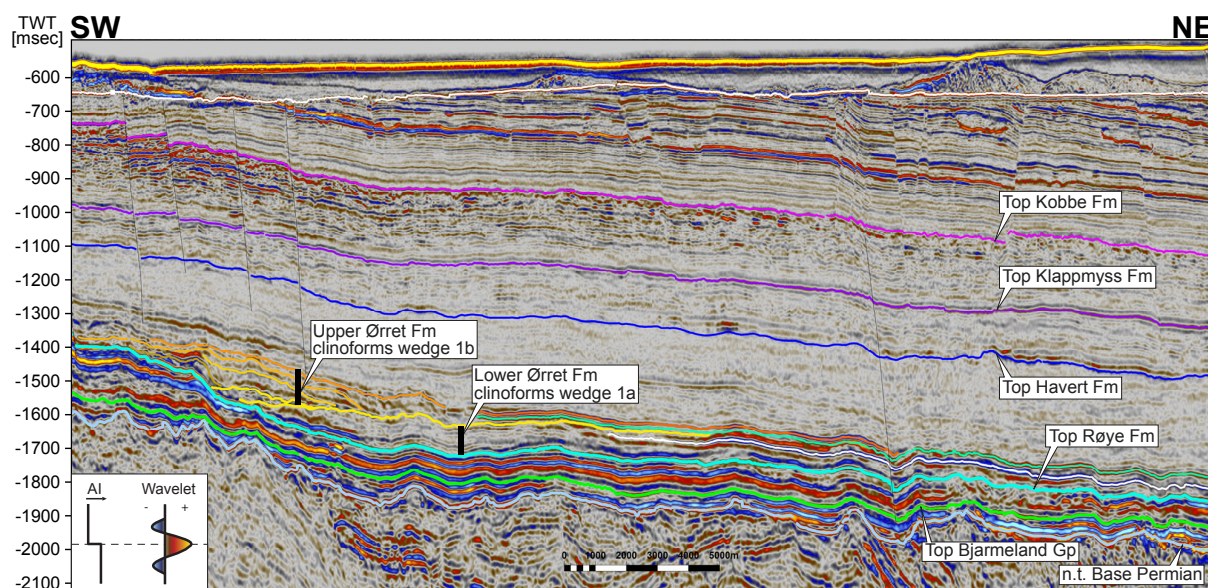 TWT
[msec]
SW
NE
-600
-700
-800
-900
-1000
-1100
-1200
-1300
-1400
-1500
-1600
-1700
-1800
-1900
-2000
-2100
Top Kobbe Fm
Top Klappmyss Fm
Upper Ørret Fm
clinoforms wedge 1b
Lower Ørret Fm
clinoforms wedge 1a
Top Havert Fm
Top Røye Fm
AI
Wavelet
- +
0 1000 2000 3000 4000 5000m
Top Bjarmeland Gp
n.t. Base Permian